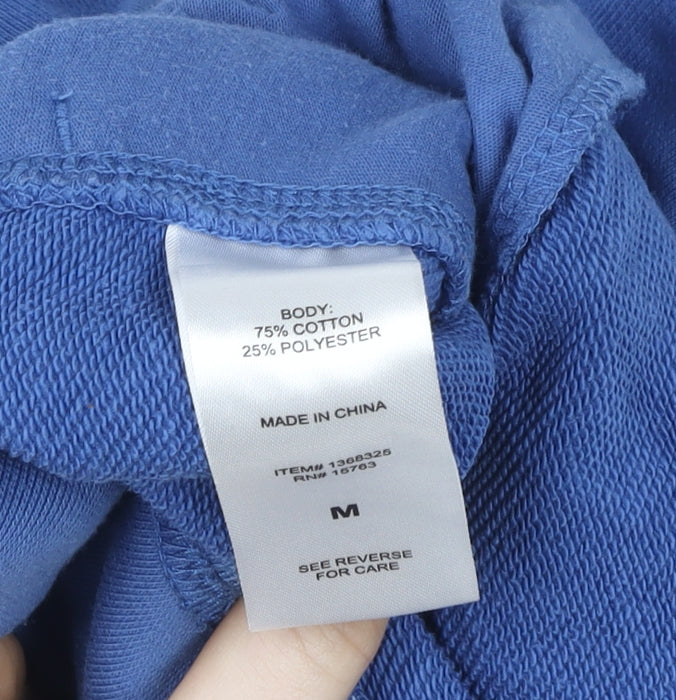 BODY:
75% COTTON
25% POLYESTER
MADE IN CHINA
ITEM# 1368325
RN# 15763
M
SEE REVERSE
FOR CARE